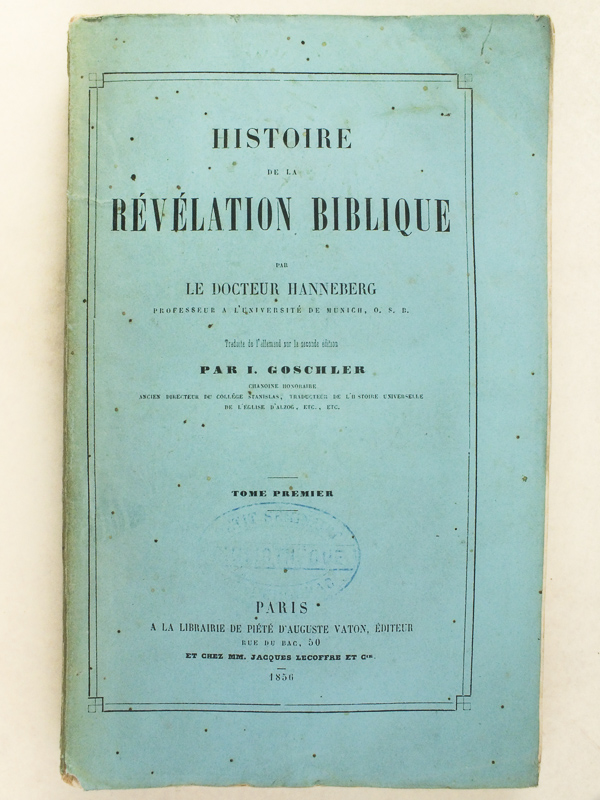 HISTOIRE
DE LA
RÉVÉLATION BIBLIQUE
PAR
LE DOCTEUR HANNEBERG
PROFESSEUR A L'UNIVERSITÉ DE MUNICH, O. S. B.
Traduite de l'allemand sur la seconde édition
PAR I. GOSCHLER
CHANOINE HONORAIRE
ANCIEN DIRECTEUR DU COLLÉGE STANISLAS, TRADUCTEUR DE L'HISTOIRE UNIVERSELLE
DE L'ÉGLISE D'ALZOG, ETC., ETC.
TOME PREMIER
PARIS
A LA LIBRAIRIE DE PIÉTÉ D'AUGUSTE VATON, ÉDITEUR
RUE DU BAC, 50
ET CHEZ MM. JACQUES LECOFFRE ET Cie.
1856